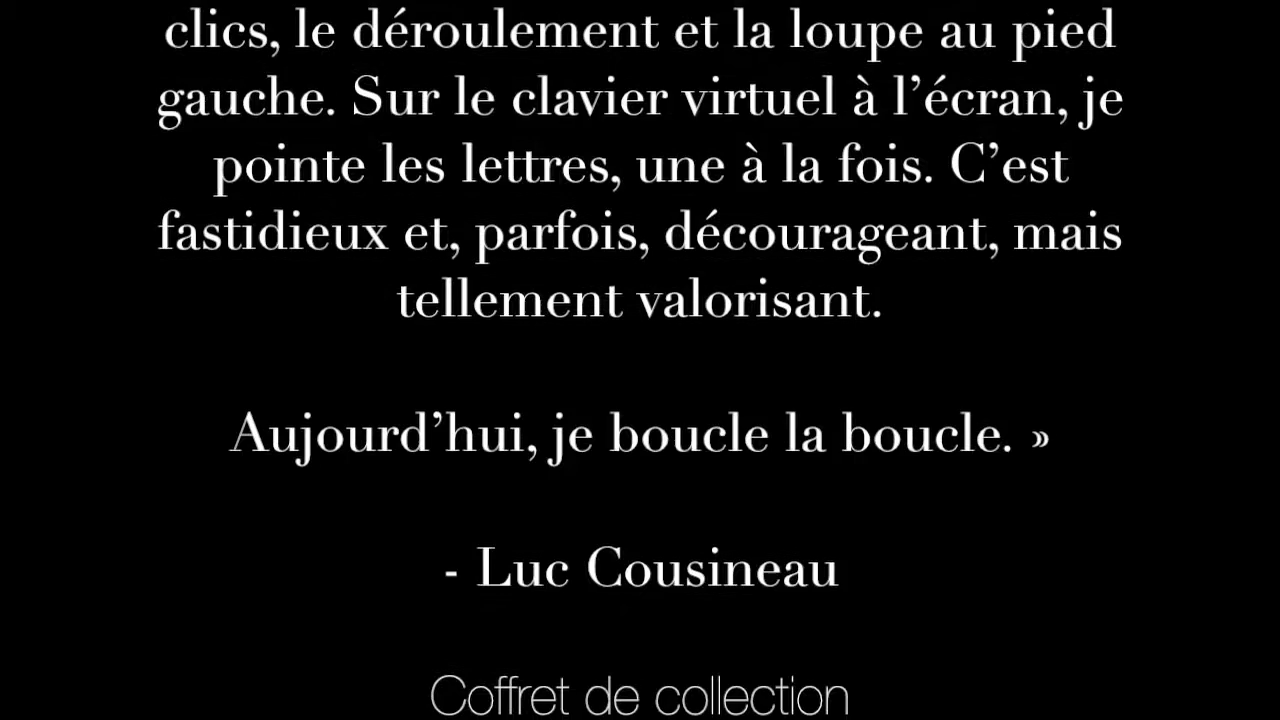 clics, le déroulement et la loupe au pied
gauche. Sur le clavier virtuel à l’écran, je
pointe les lettres, une à la fois. C’est
fastidieux et, parfois, décourageant, mais
tellement valorisant.
Aujourd’hui, je boucle la boucle. »
- Luc Cousineau
Coffret de collection